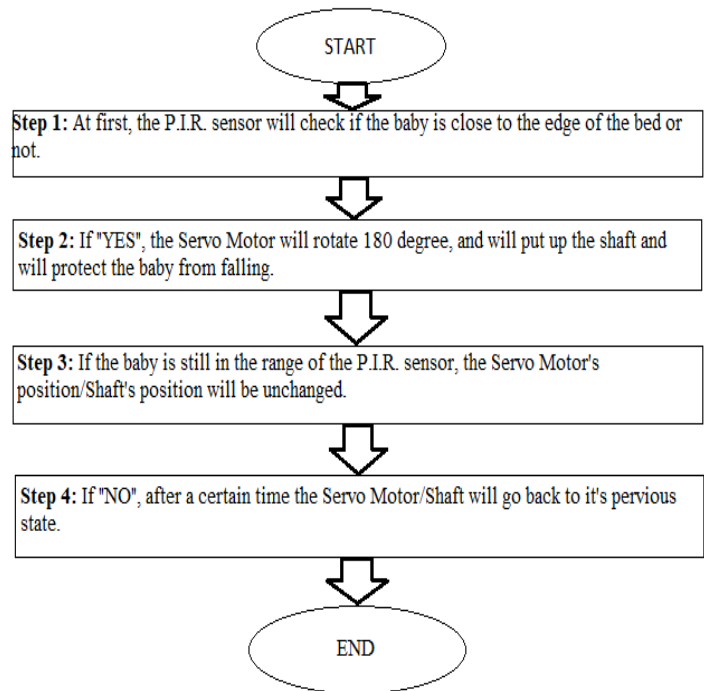 START
Step 1: At first, the P.I.R. sensor will check if the baby is close to the edge of the bed or
not.
Step 2: If "YES", the Servo Motor will rotate 180 degree, and will put up the shaft and
will protect the baby from falling.
Step 3: If the baby is still in the range of the P.I.R. sensor, the Servo Motor's
position/Shaft's position will be unchanged.
Step 4: If "NO", after a certain time the Servo Motor/Shaft will go back to it's pervious
state.
END